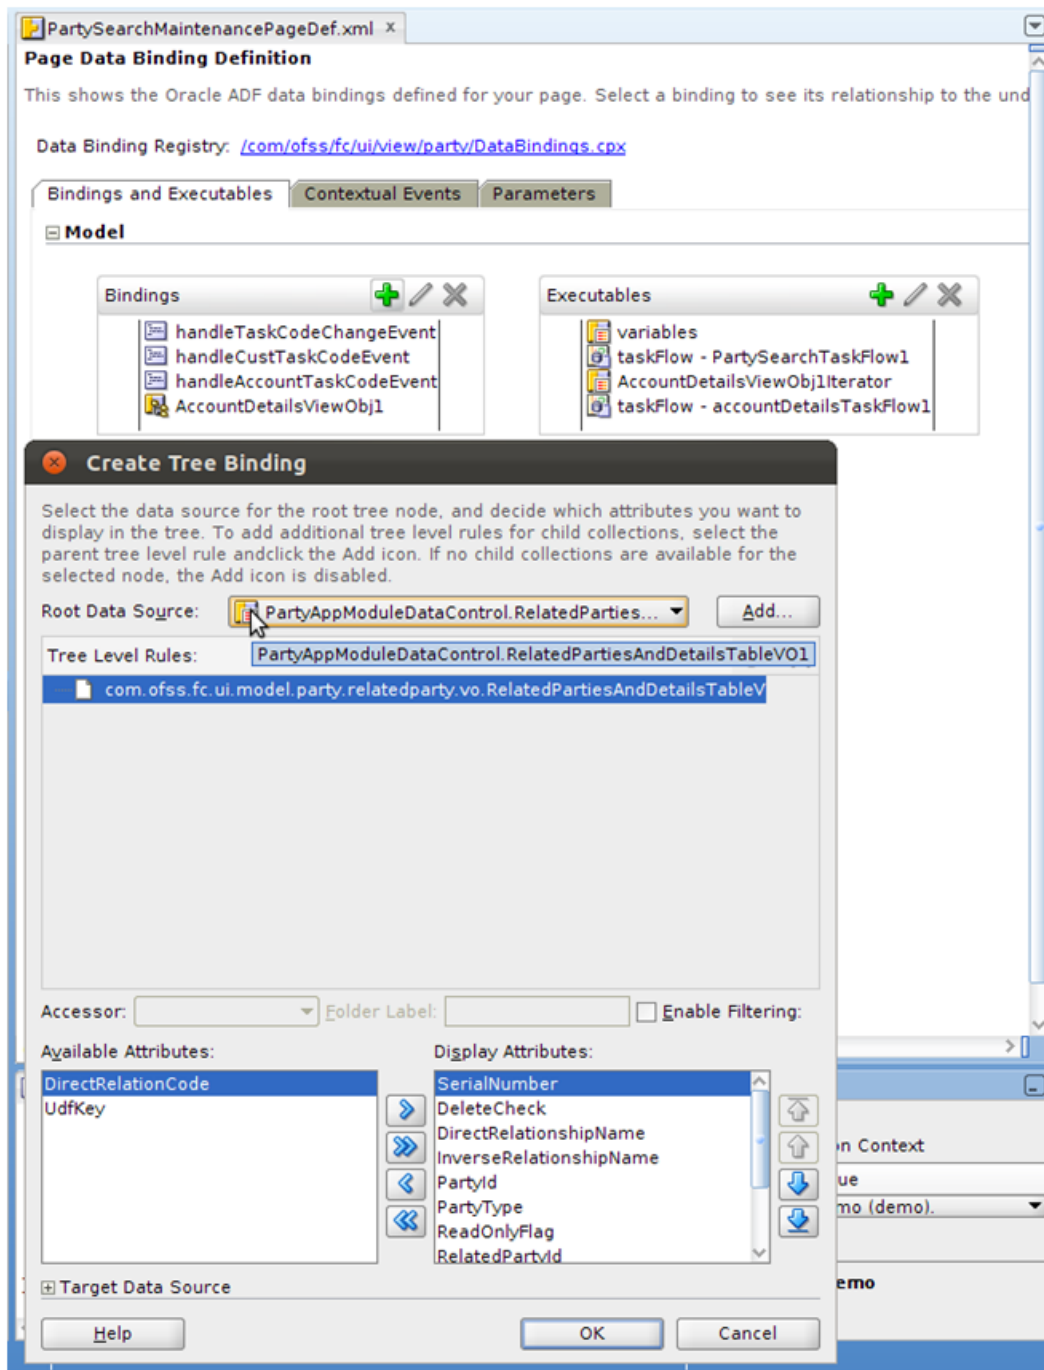 PartySearchMaintenancePageDef.xml x
Page Data Binding Definition
This shows the Oracle ADF data bindings defined for your page. Select a binding to see its relationship to the und
Data Binding Registry: /com/ofss/fc/ui/view/party/DataBindings.cpx
Bindings and Executables Contextual Events Parameters
Model
Bindings Executables
handleTaskCodeChangeEvent variables
handleCustTaskCodeEvent taskFlow - PartySearchTaskFlow1
handleAccountTaskCodeEvent AccountDetailsViewObj1Iterator
AccountDetailsViewObj1 taskFlow - accountDetailsTaskFlow1
Create Tree Binding
Select the data source for the root tree node, and decide which attributes you want to
display in the tree. To add additional tree level rules for child collections, select the
parent tree level rule andclick the Add icon. If no child collections are available for the
selected node, the Add icon is disabled.
Root Data Source: PartyAppModuleDataControl.RelatedParties... Add...
Tree Level Rules: PartyAppModuleDataControl.RelatedPartiesAndDetailsTableVO1
com.ofss.fc.ui.model.party.relatedparty.vo.RelatedPartiesAndDetailsTableV
Accessor: Folder Label: Enable Filtering:
Available Attributes: Display Attributes:
DirectRelationCode SerialNumber
UdfKey DeleteCheck
DirectRelationshipName
InverseRelationshipName
on Context
PartyId
ue
PartyType
mo (demo).
ReadOnlyFlag
RelatedPartyId
Target Data Source
emo
Help OK Cancel